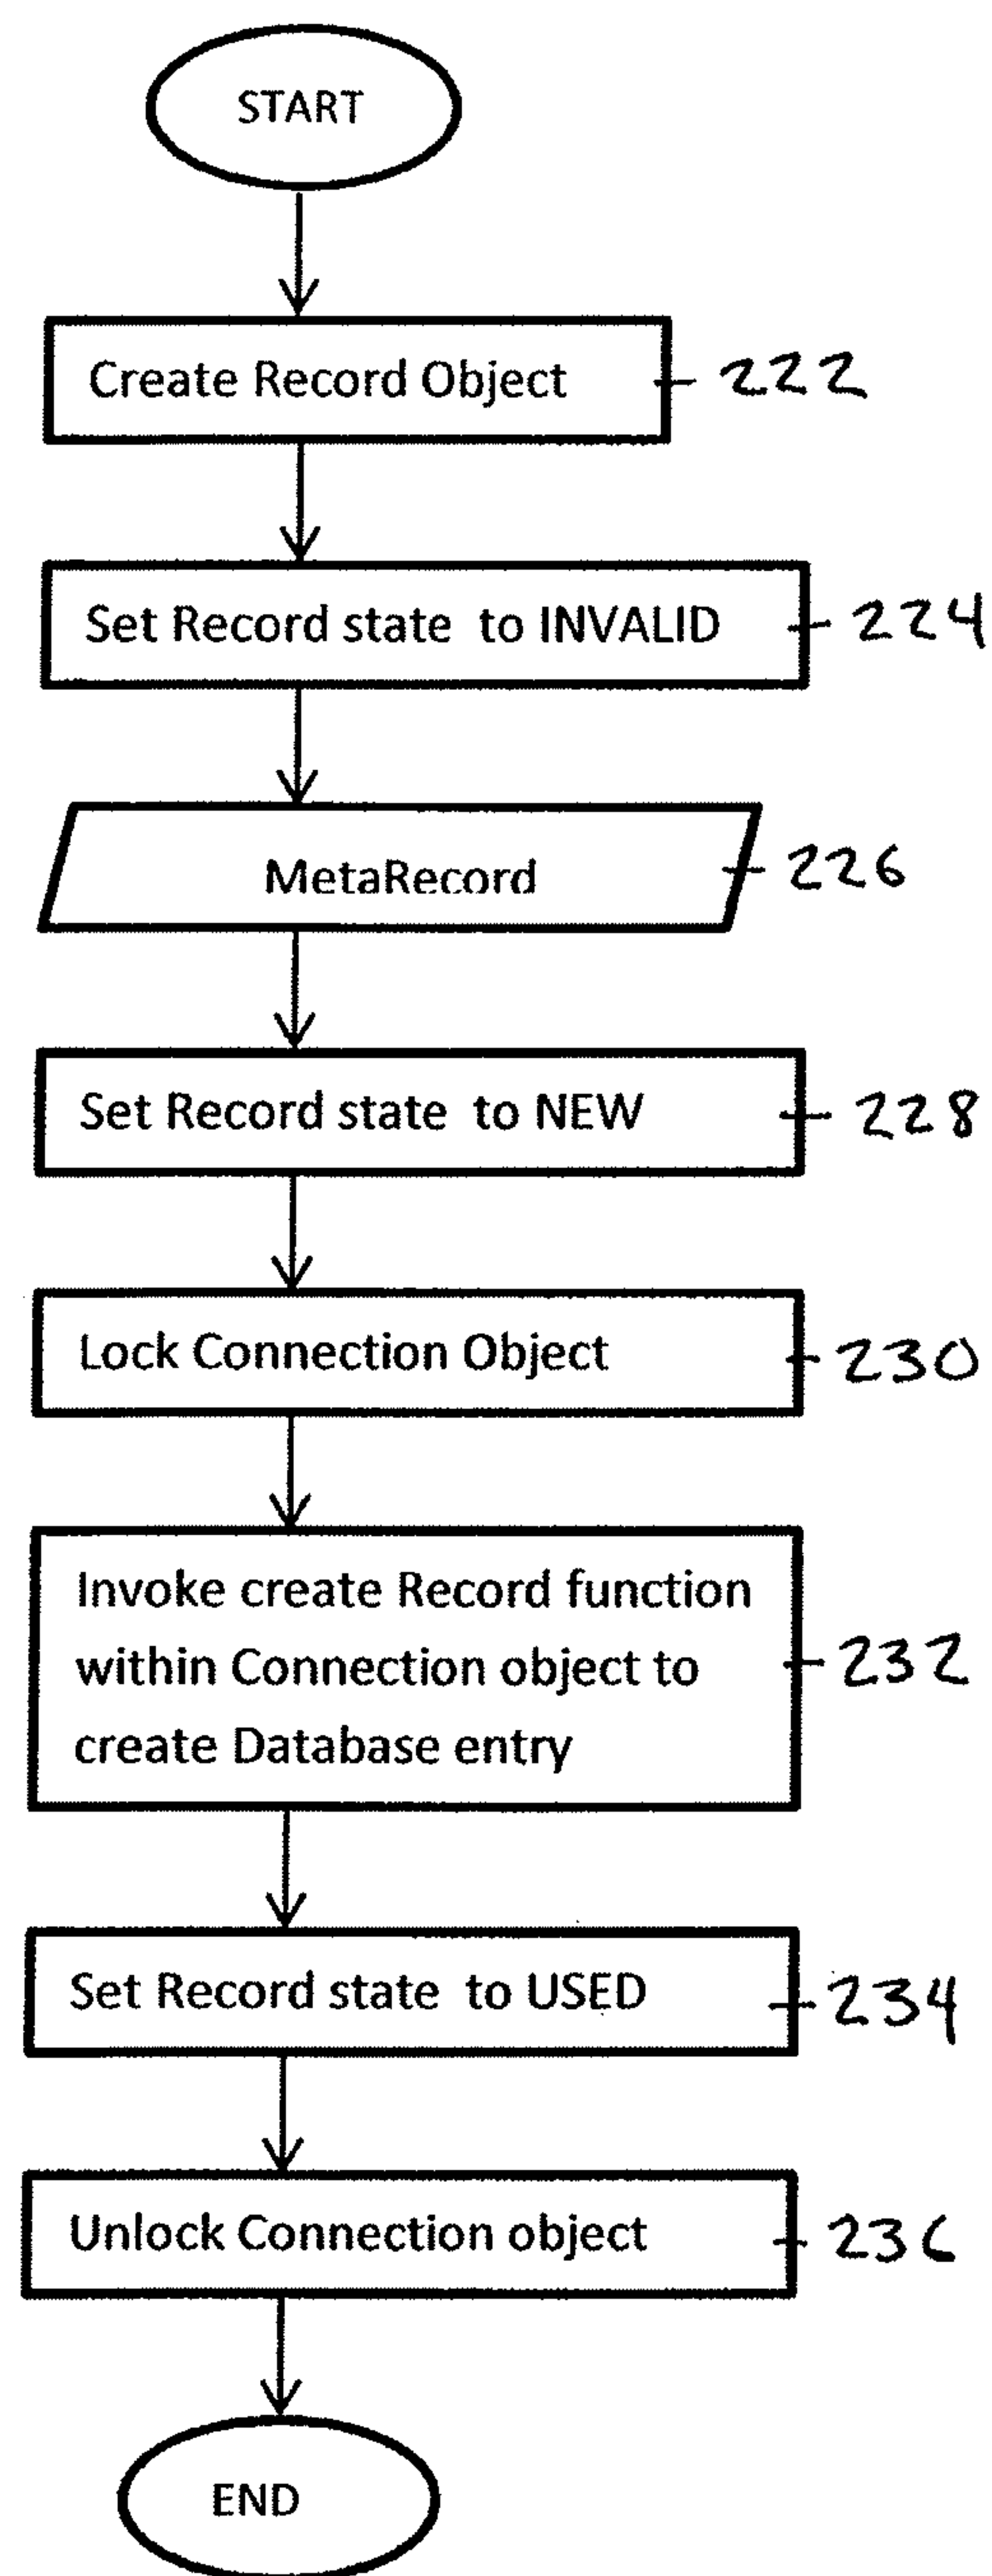 START
Create Record Object 222
Set Record state to INVALID 224
MetaRecord 226
Set Record state to NEW 228
Lock Connection Object 230
Invoke create Record function
within Connection object to 232
create Database entry
Set Record state to USED 234
Unlock Connection object 236
END